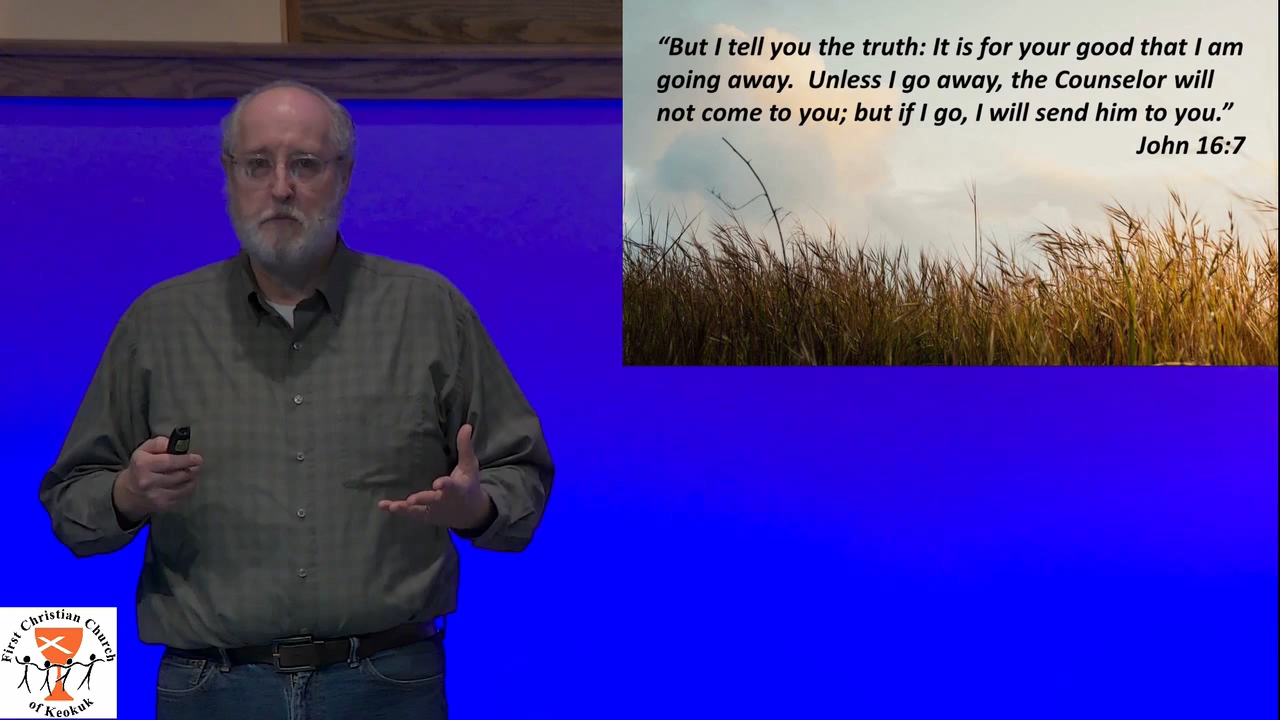 “But I tell you the truth: It is for your good that I am
going away.  Unless I go away, the Counselor will
not come to you; but if I go, I will send him to you.”
John 16:7
First Christian Church
of Keokuk